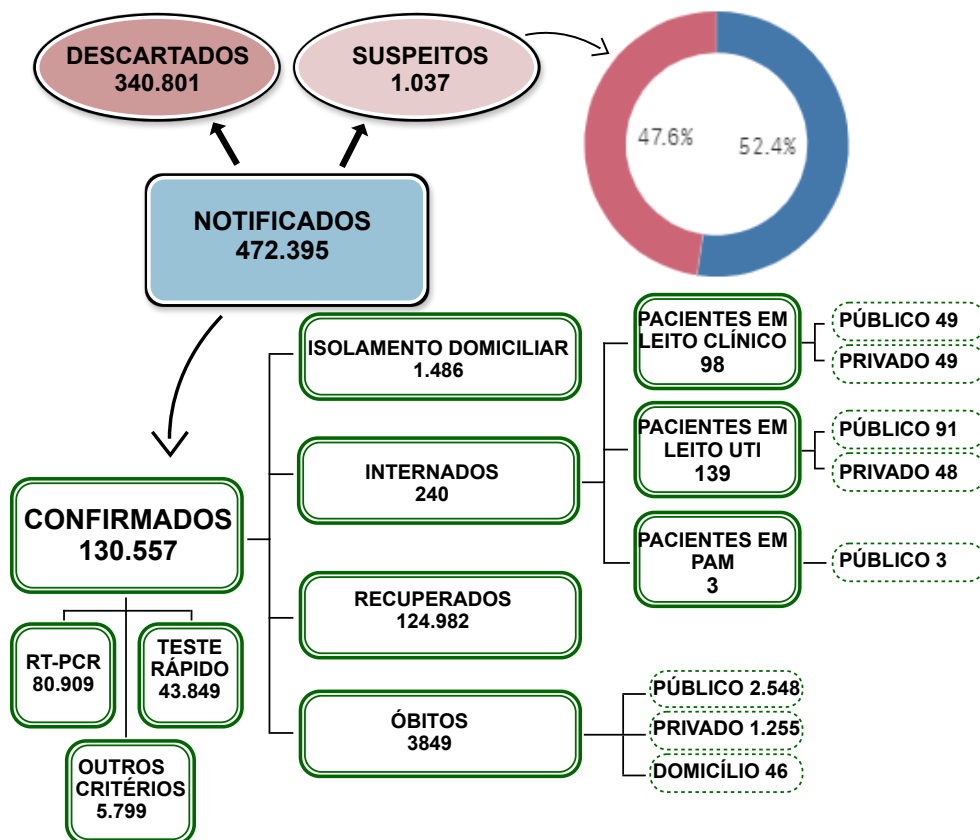 DESCARTADOS
340.801
SUSPEITOS
1.037
47.6%
52.4%
NOTIFICADOS
472.395
CONFIRMADOS
130.557
RT-PCR
80.909
TESTE
RÁPIDO
43.849
OUTROS
CRITÉRIOS
5.799
ISOLAMENTO DOMICILIAR
1.486
INTERNADOS
240
RECUPERADOS
124.982
ÓBITOS
3849
PACIENTES EM
LEITO CLÍNICO
98
PÚBLICO 49
PRIVADO 49
PACIENTES EM
LEITO UTI
139
PÚBLICO 91
PRIVADO 48
PACIENTES EM
PAM
3
PÚBLICO 3
PÚBLICO 2.548
PRIVADO 1.255
DOMICÍLIO 46